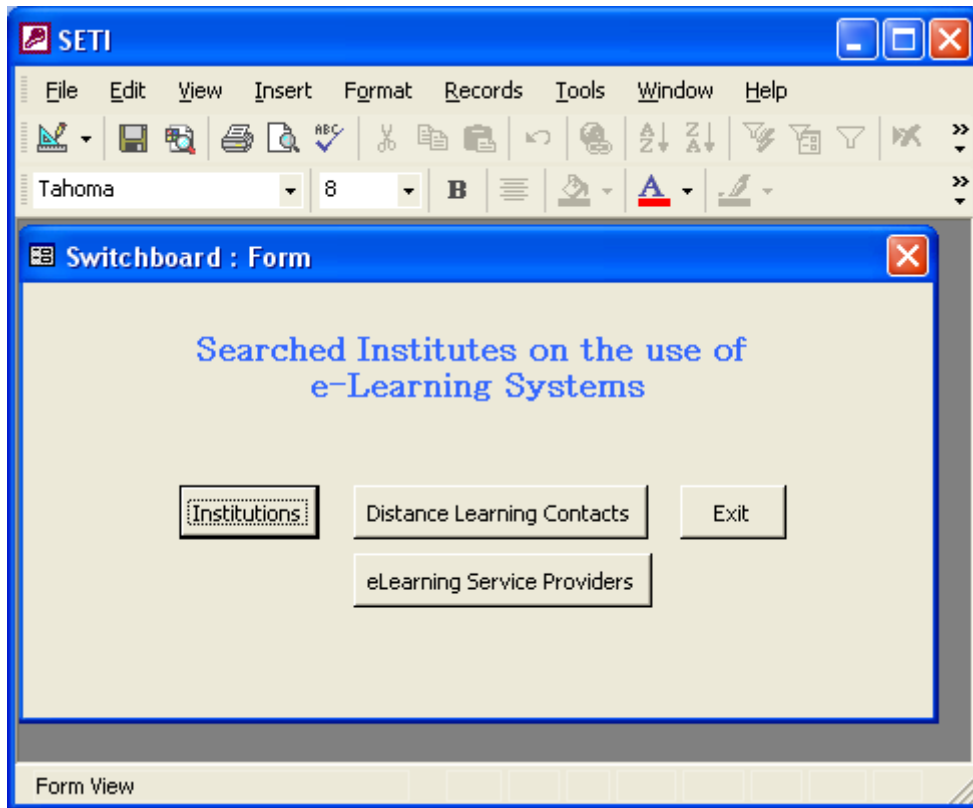 SETI
File Edit View Insert Format Records Tools Window Help
ABC A Z Z A
Tahoma 8 B A
Switchboard : Form
Searched Institutes on the use of
e-Learning Systems
Institutions Distance Learning Contacts Exit
eLearning Service Providers
Form View